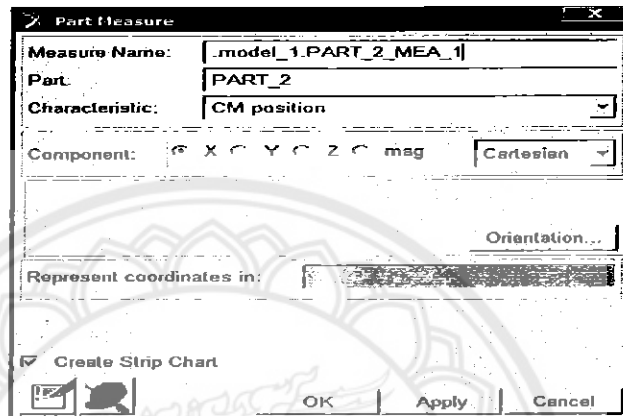 Part Measure
Measure Name: .model_1.PART_2_MEA_1
Part: PART_2
Characteristic: CM position
Component: X Y Z mag Cartesian
Orientation...
Represent coordinates in:
Create Strip Chart
OK Apply Cancel